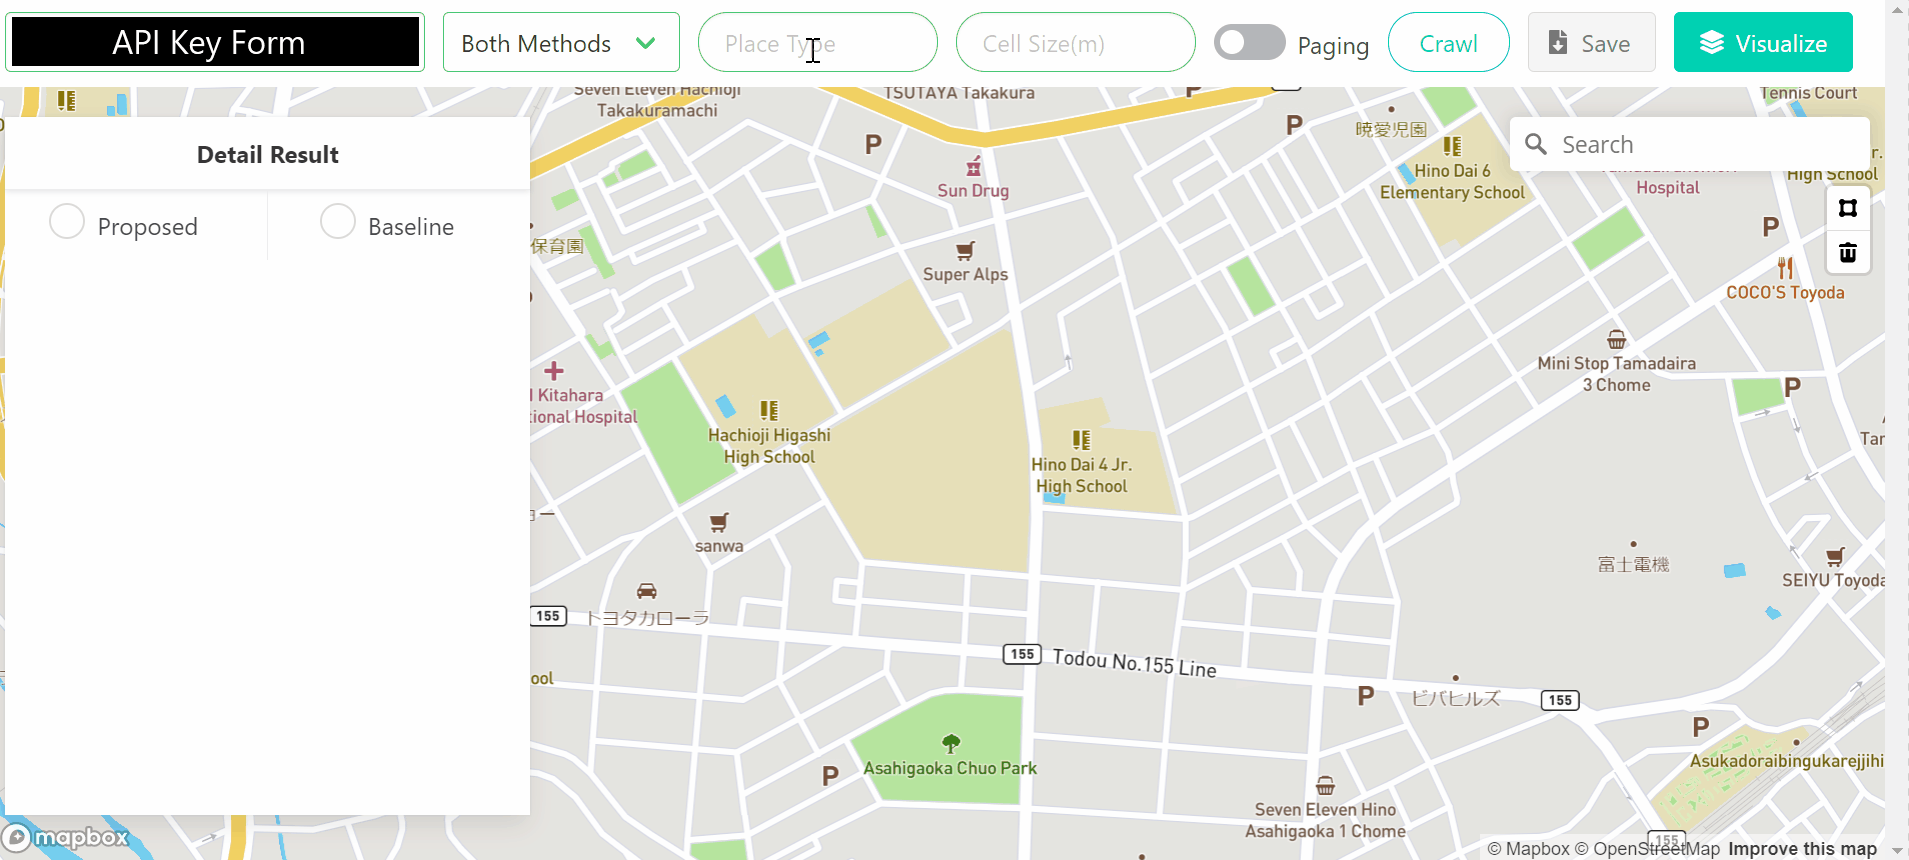 API Key Form
Both Methods
Place Type
Cell Size(m)
Paging
Crawl
Save
Visualize
Seven Eleven Hachioji
Takakuramachi
TSUTAYA Takakura
P
Tennis Court
Detail Result
Proposed
Baseline
P
P
暁愛児園
Search
Hino Dai 6
Elementary School
High School
Hospital
Sun Drug
保育園
Super Alps
P
COCO'S Toyoda
Mini Stop Tamadaira
3 Chome
P
Kitahara
Hospital
Hachioji Higashi
High School
Hino Dai 4 Jr.
High School
sanwa
富士電機
SEIYU Toyoda
トヨタカローラ
155
155
Todou No.155 Line
ool
P
ビバヒルズ
155
P
Asahigaoka Chuo Park
P
Asukadoraibingukarejjihi
Seven Eleven Hino
Asahigaoka 1 Chome
155
mapbox
© Mapbox © OpenStreetMap Improve this map